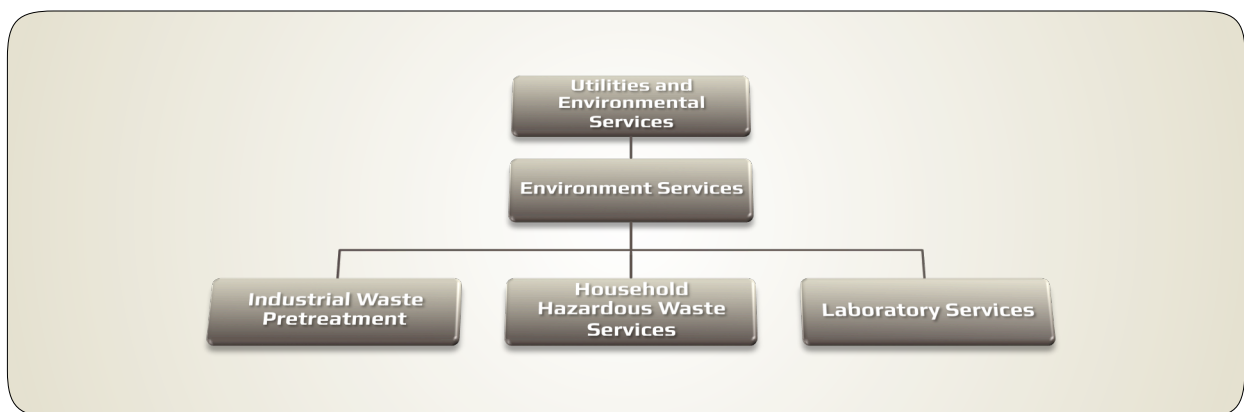 Utilities and
Environmental
Services
Environment Services
Industrial Waste
Pretreatment
Household
Hazardous Waste
Services
Laboratory Services